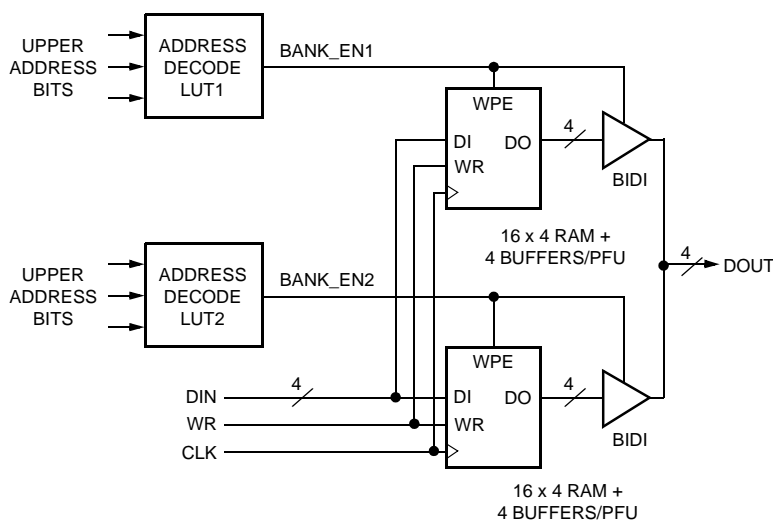 UPPER
ADDRESS
BITS
ADDRESS
DECODE
LUT1
BANK_EN1
WPE
DI
DO
WR
4
BIDI
16 x 4 RAM +
4 BUFFERS/PFU
4
DOUT
UPPER
ADDRESS
BITS
ADDRESS
DECODE
LUT2
BANK_EN2
WPE
DI
DO
WR
4
BIDI
DIN
4
WR
CLK
16 x 4 RAM +
4 BUFFERS/PFU